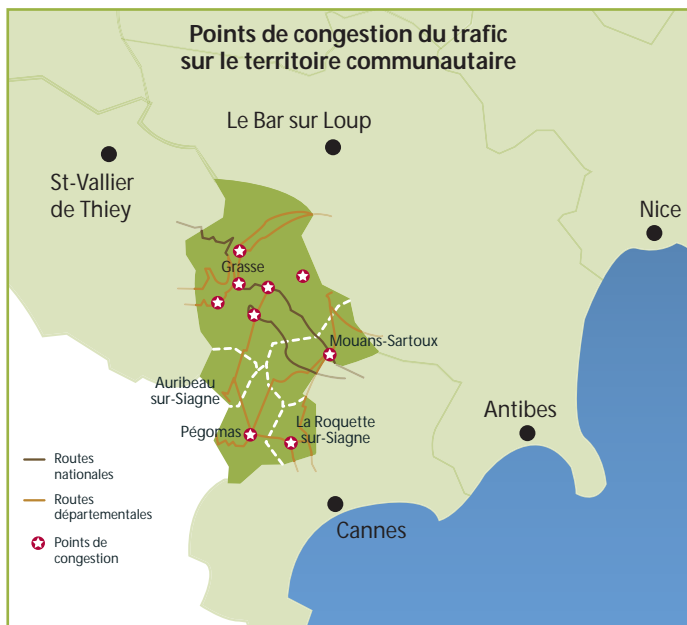 Points de congestion du trafic
sur le territoire communautaire
Le Bar sur Loup
St-Vallier
de Thiey
Nice
Grasse
Mouans-Sartoux
Auribeau
sur-Siagne
Antibes
Pégomas
La Roquette
sur-Siagne
Cannes
Routes
nationales
Routes
départementales
Points de
congestion